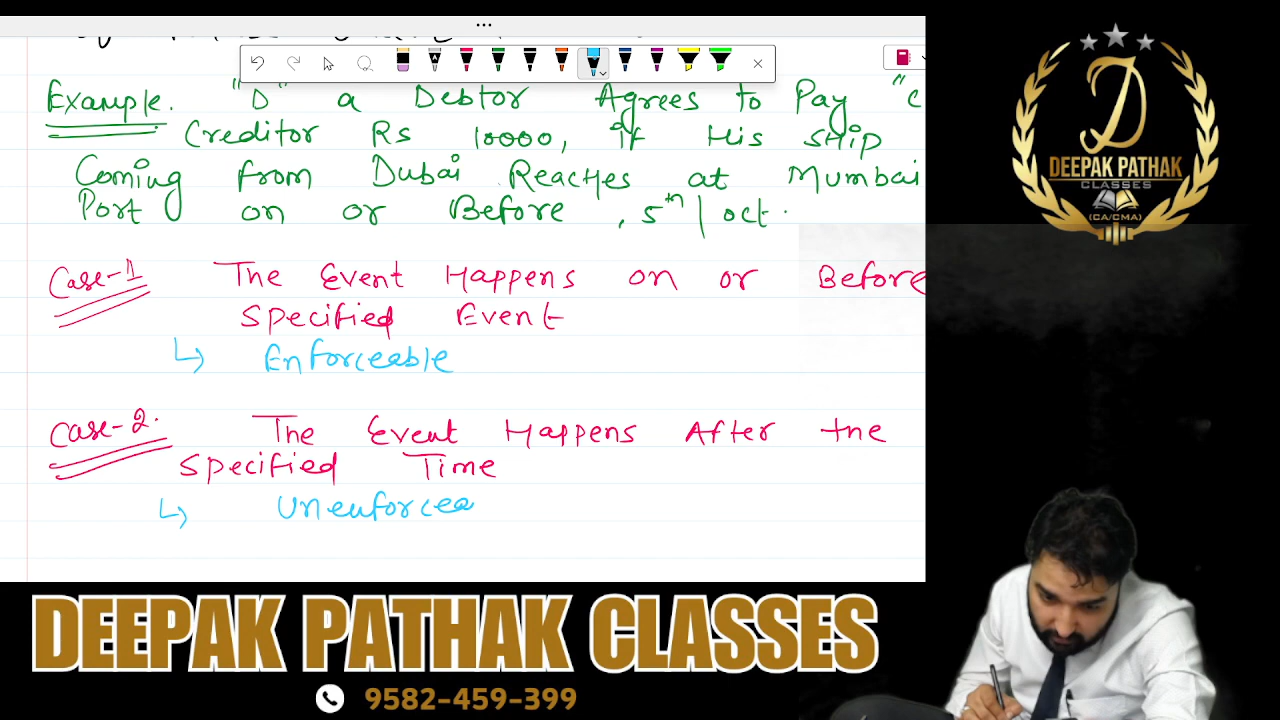 Example. "D" a Debtor Agrees to Pay "C
Creditor Rs 10000, if His Ship
Coming from Dubai Reaches at Mumbai
Port on or Before, 5th/oct.
Case-1 The Event Happens on or Before
Specified Event
↳ Enforceable
Case-2. The Event Happens After the
Specified Time
↳ Unenforcea
D
DEEPAK PATHAK
CLASSES
(CA/CMA)
DEEPAK PATHAK CLASSES
9582-459-399